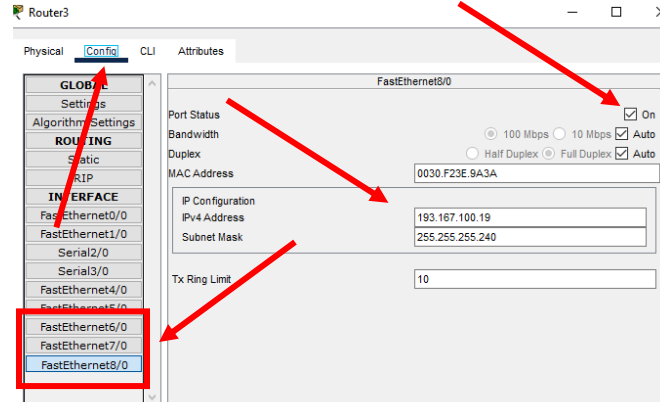 Router3
Physical Config CLI Attributes
GLOBAL
Settings
Algorithm Settings
ROUTING
Static
RIP
INTERFACE
FastEthernet0/0
FastEthernet1/0
Serial2/0
Serial3/0
FastEthernet4/0
FastEthernet5/0
FastEthernet6/0
FastEthernet7/0
FastEthernet8/0
FastEthernet8/0
Port Status On
Bandwidth 100 Mbps 10 Mbps Auto
Duplex Half Duplex Full Duplex Auto
MAC Address 0030.F23E.9A3A
IP Configuration
IPv4 Address 193.167.100.19
Subnet Mask 255.255.255.240
Tx Ring Limit 10